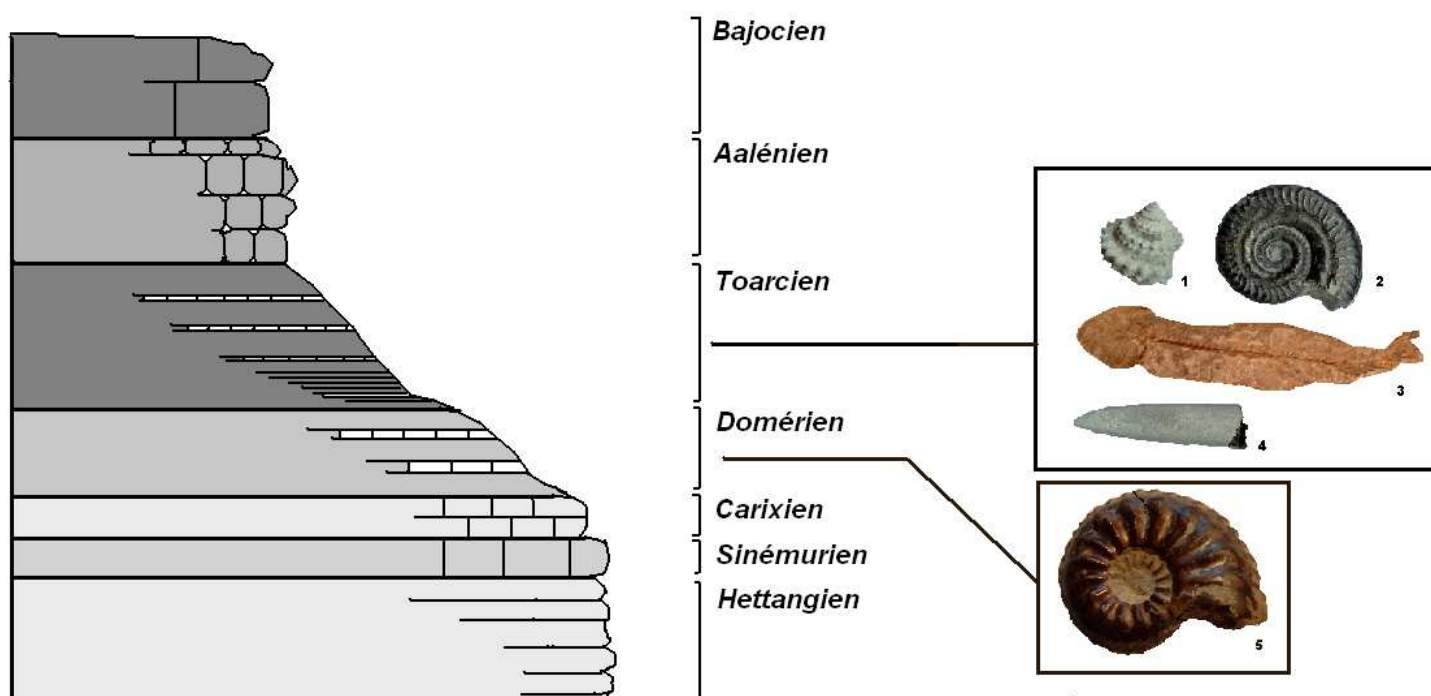 Bajocien
Aalénien
Toarcien
Domérien
Carixien
Sinémurien
Hettangien
1
2
3
4
5